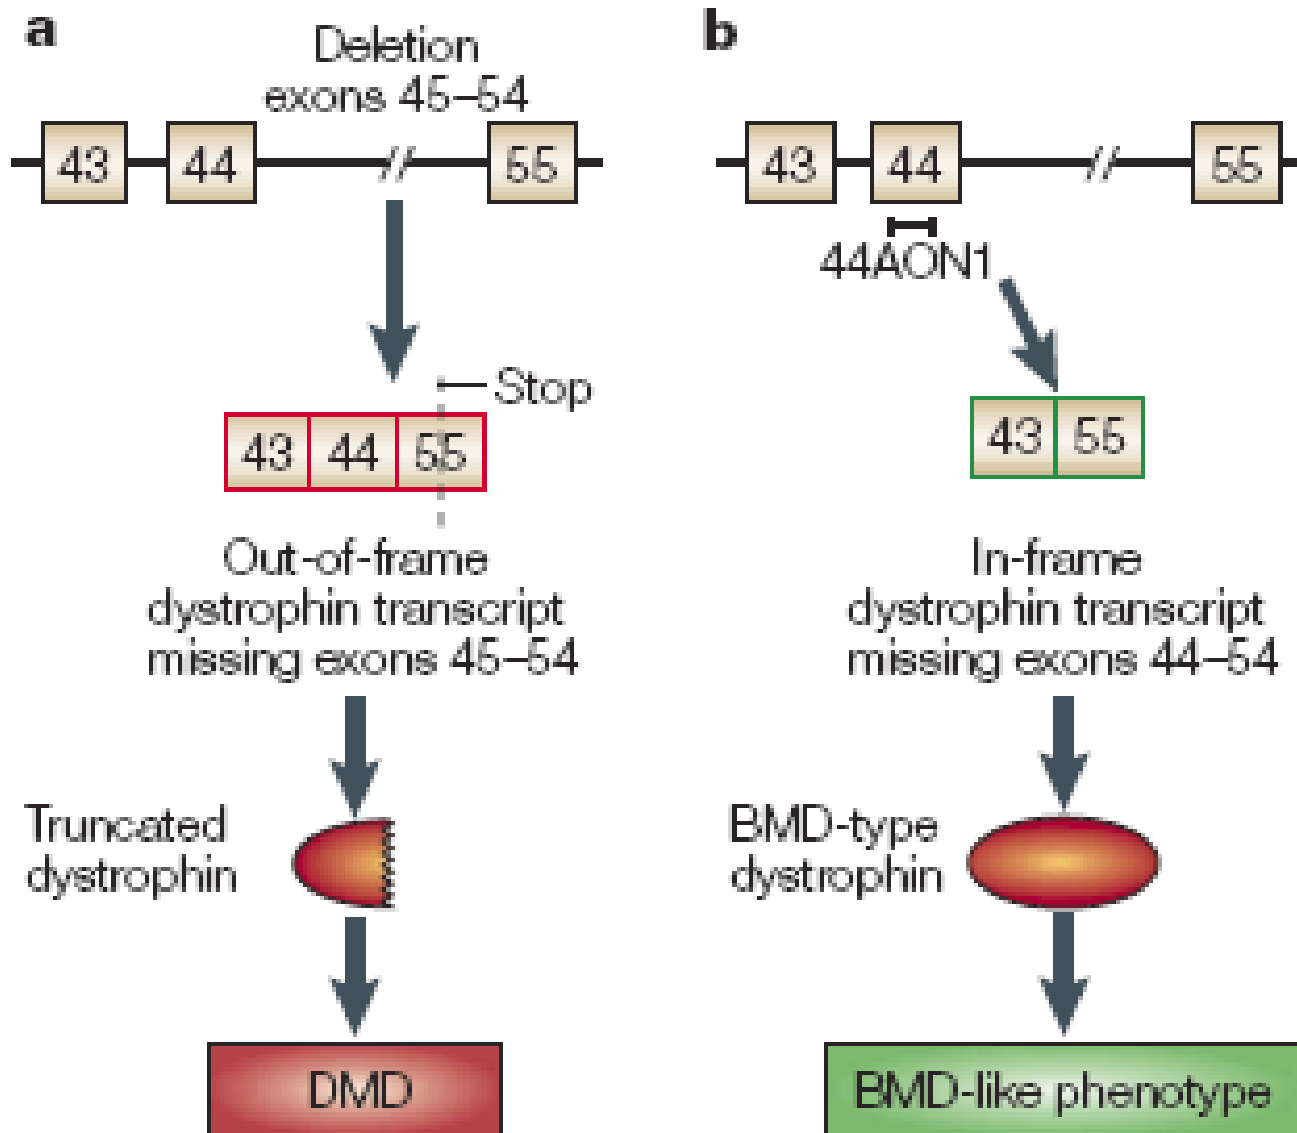 a
Deletion
exons 45–54
43 44 // 55
Stop
43 44 55
Out-of-frame
dystrophin transcript
missing exons 45–54
Truncated
dystrophin
DMD
b
43 44 // 55
44AON1
43 55
In-frame
dystrophin transcript
missing exons 44–54
BMD-type
dystrophin
BMD-like phenotype